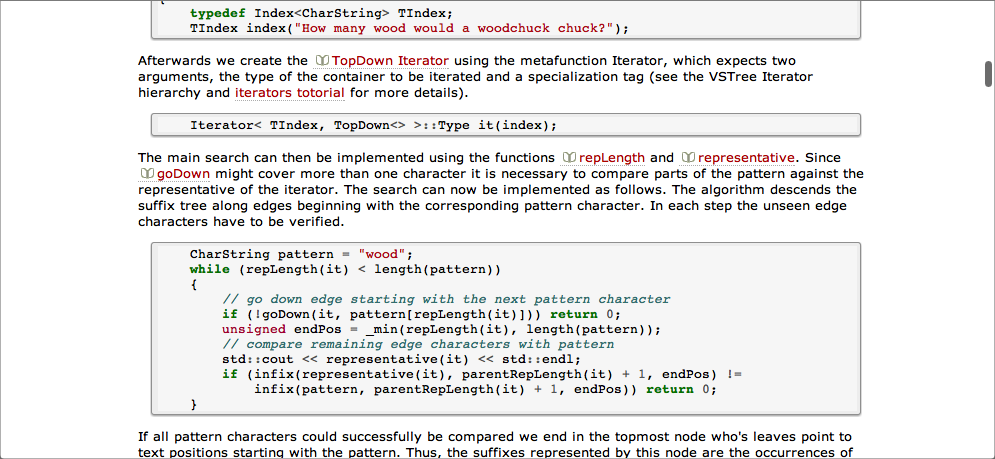 typedef Index<CharString> TIndex;
TIndex index("How many wood would a woodchuck chuck?");
Afterwards we create the TopDown Iterator using the metafunction Iterator, which expects two
arguments, the type of the container to be iterated and a specialization tag (see the VSTree Iterator
hierarchy and iterators totorial for more details).
Iterator< TIndex, TopDown<> >::Type it(index);
The main search can then be implemented using the functions repLength and representative. Since
goDown might cover more than one character it is necessary to compare parts of the pattern against the
representative of the iterator. The search can now be implemented as follows. The algorithm descends the
suffix tree along edges beginning with the corresponding pattern character. In each step the unseen edge
characters have to be verified.
CharString pattern = "wood";
while (repLength(it) < length(pattern))
{
// go down edge starting with the next pattern character
if (!goDown(it, pattern[repLength(it)])) return 0;
unsigned endPos = _min(repLength(it), length(pattern));
// compare remaining edge characters with pattern
std::cout << representative(it) << std::endl;
if (infix(representative(it), parentRepLength(it) + 1, endPos) !=
infix(pattern, parentRepLength(it) + 1, endPos)) return 0;
}
If all pattern characters could successfully be compared we end in the topmost node who's leaves point to
text positions starting with the pattern. Thus, the suffixes represented by this node are the occurrences of